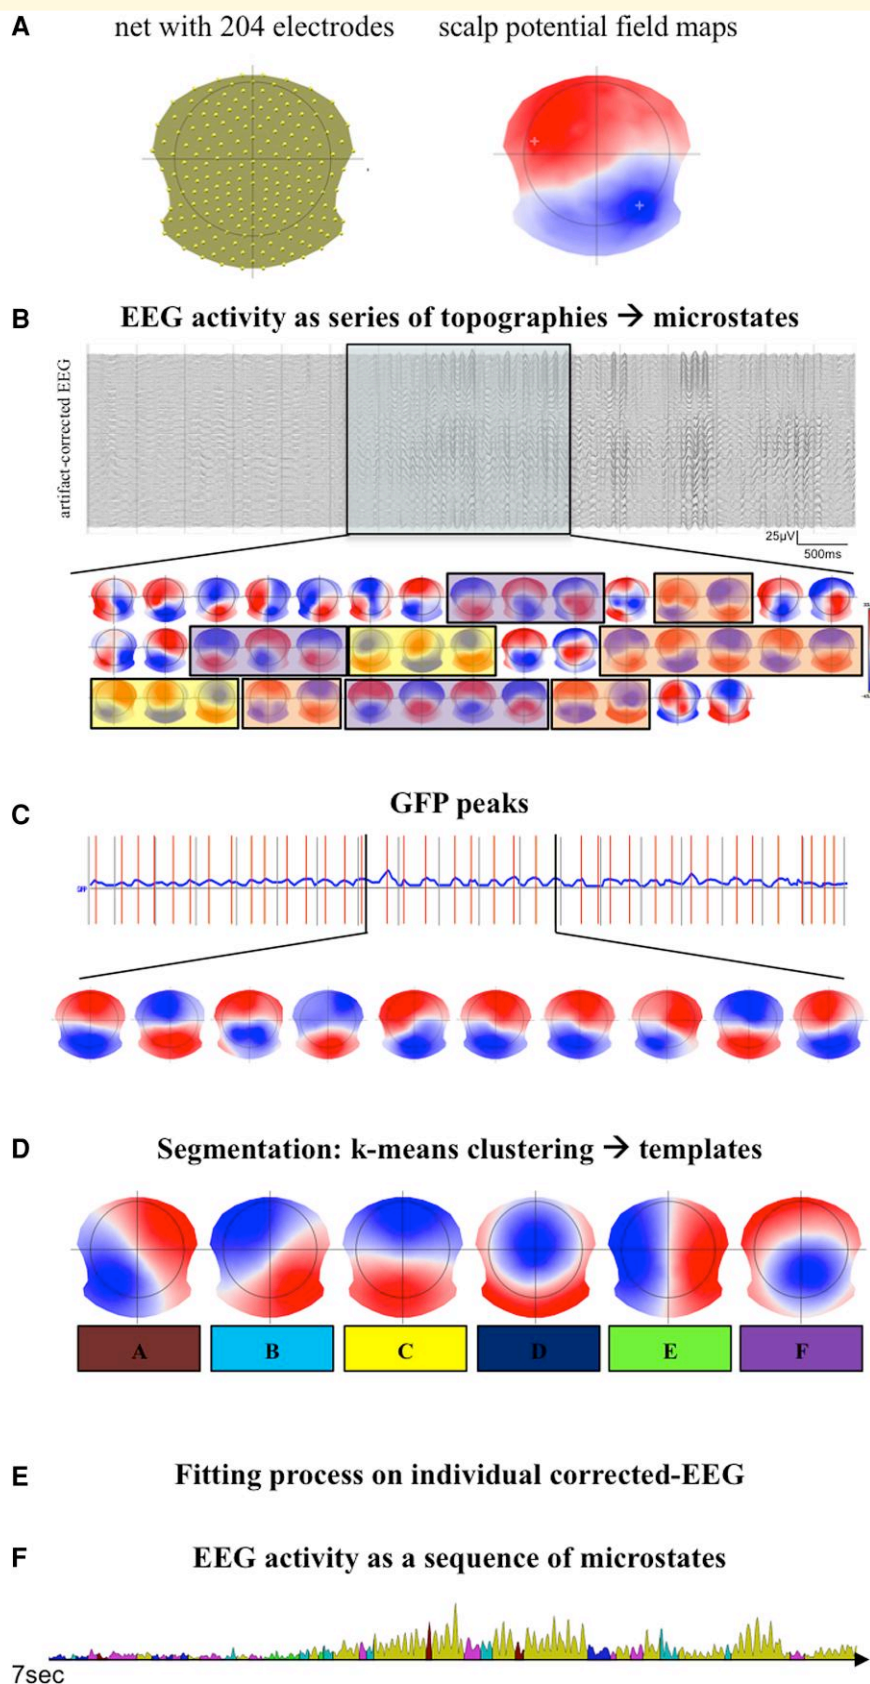 A
net with 204 electrodes
scalp potential field maps
B
EEG activity as series of topographies → microstates
artifact-corrected EEG
25µV
500ms
C
GFP peaks
GFP
D
Segmentation: k-means clustering → templates
A B C D E F
E
Fitting process on individual corrected-EEG
F
EEG activity as a sequence of microstates
7sec